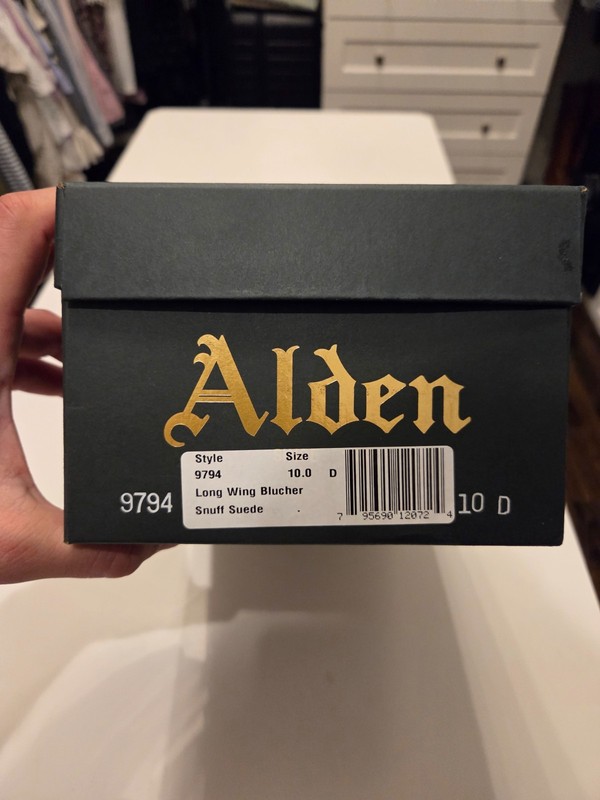 Alden
Style Size
9794 10.0 D
Long Wing Blucher
Snuff Suede
7 95690 12072 4
9794
10 D